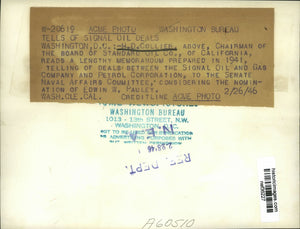 W-20619 ACME PHOTO WASHINGTON BUREAU
TELLS OF SIGNAL OIL DEALS
WASHINGTON, D.C.: H.D. COLLIER, ABOVE, CHAIRMAN
OF THE BOARD OF STANDARD OIL CO., OF CALIFORNIA,
READS A LENGTHY MEMORANDUM PREPARED IN 1941,
TELLING OF DEALS BETWEEN THE SIGNAL OIL AND GAS
COMPANY AND PETROL CORPORATION, TO THE SENATE
NAVAL AFFAIRS COMMITTEE, CONSIDERING THE NOMIN-
ATION OF EDWIN W. PAULEY.
WASH.CLE.CAL. CREDITLINE ACME PHOTO 2/26/46
WASHINGTON BUREAU
1013 - 13th STREET, N.W.
WASHINGTON
REF. DEPT.
A60510